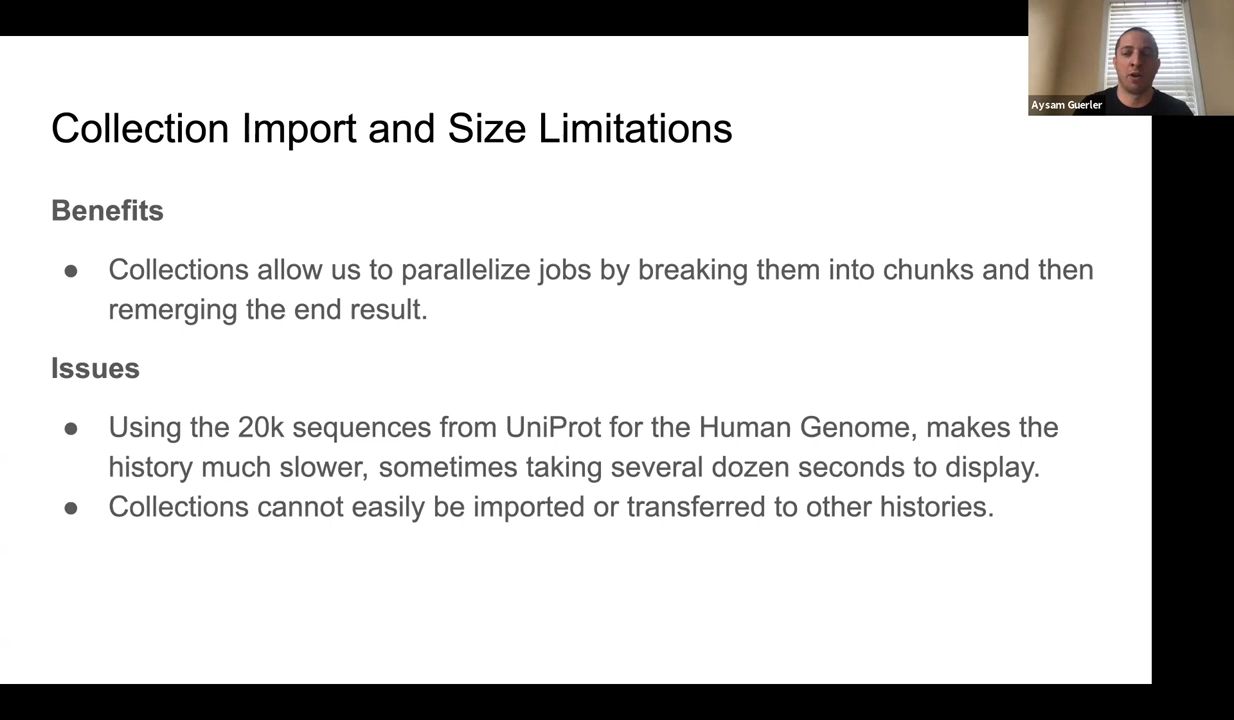 Collection Import and Size Limitations
Aysam Guerler
Benefits
● Collections allow us to parallelize jobs by breaking them into chunks and then
remerging the end result.
Issues
● Using the 20k sequences from UniProt for the Human Genome, makes the
history much slower, sometimes taking several dozen seconds to display.
● Collections cannot easily be imported or transferred to other histories.